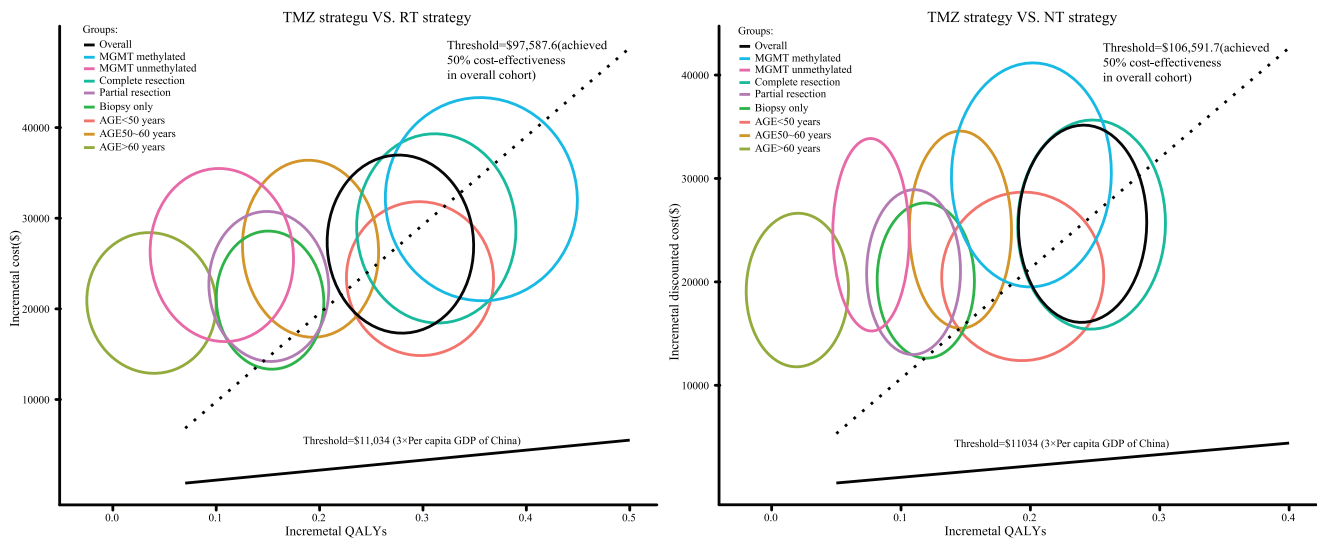 TMZ strategu VS. RT strategy
Groups:
Overall
MGMT methylated
MGMT unmethylated
Complete resection
Partial resection
Biopsy only
AGE<50 years
AGE50~60 years
AGE>60 years
Threshold=$97,587.6(achieved
50% cost-effectiveness
in overall cohort)
Incremetal cost($)
40000
30000
20000
10000
Threshold=$11,034 (3×Per capita GDP of China)
0.0 0.1 0.2 0.3 0.4 0.5
Incremetal QALYs
TMZ strategy VS. NT strategy
Groups:
Overall
MGMT methylated
MGMT unmethylated
Complete resection
Partial resection
Biopsy only
AGE<50 years
AGE50~60 years
AGE>60 years
Threshold=$106,591.7(achieved
50% cost-effectiveness
in overall cohort)
Incremetal discounted cost($)
40000
30000
20000
10000
Threshold=$11034 (3×Per capita GDP of China)
0.0 0.1 0.2 0.3 0.4
Incremetal QALYs